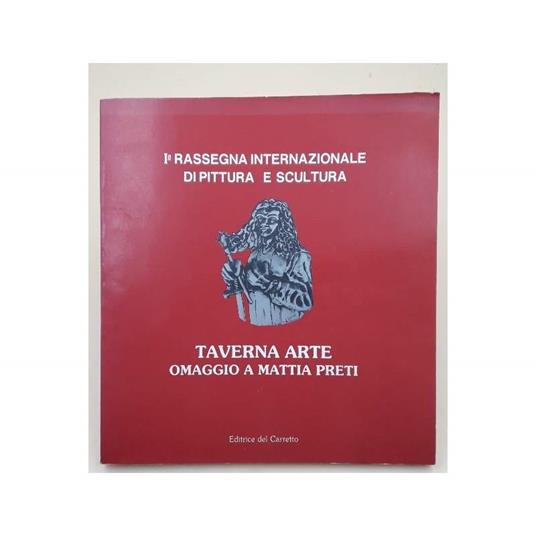 Iª RASSEGNA INTERNAZIONALE
DI PITTURA E SCULTURA
TAVERNA ARTE
OMAGGIO A MATTIA PRETI
Editrice del Carretto